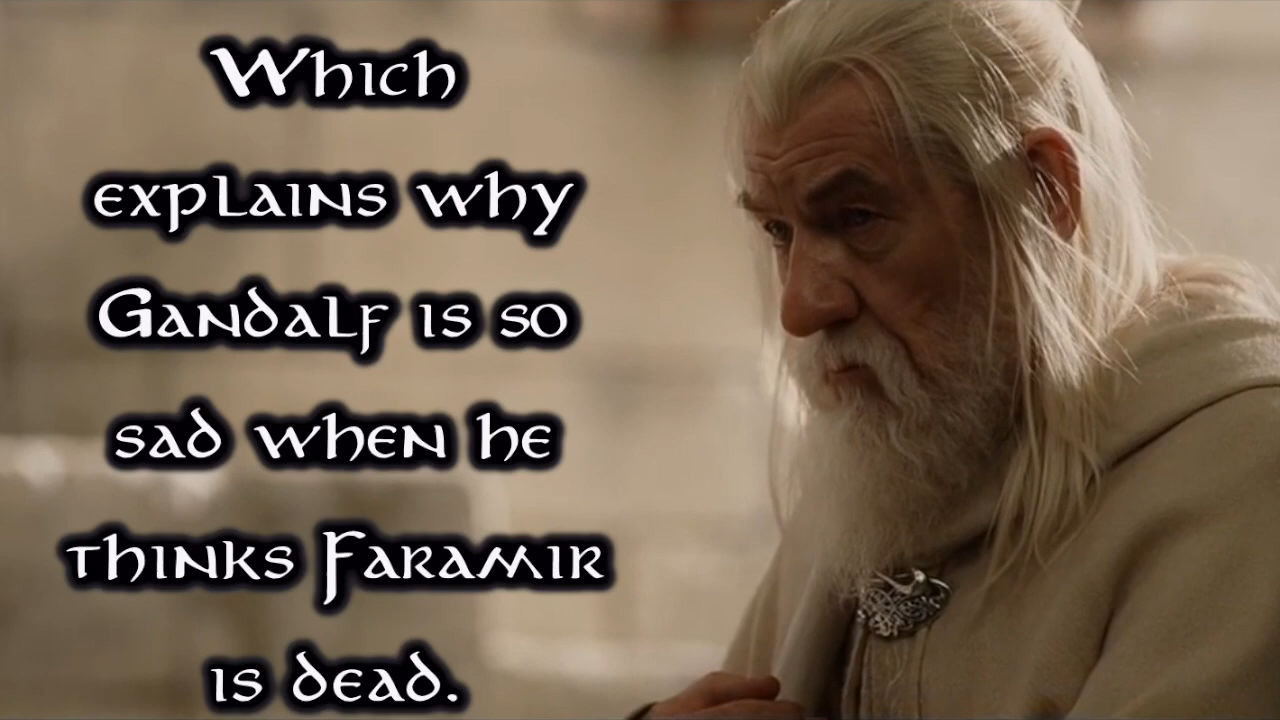 Which
explains why
Gandalf is so
sad when he
thinks Faramir
is dead.